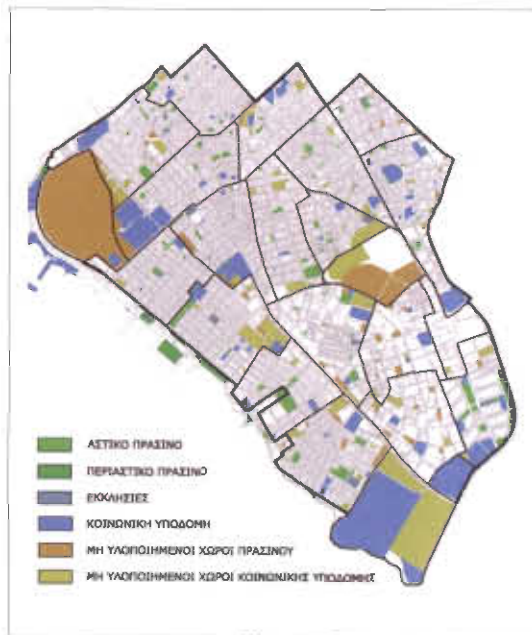 ΑΣΤΙΚΟ ΠΡΑΣΙΝΟ
ΠΕΡΙΑΣΤΙΚΟ ΠΡΑΣΙΝΟ
ΕΚΚΛΗΣΙΕΣ
ΚΟΙΝΩΝΙΚΗ ΥΠΟΔΟΜΗ
ΜΗ ΥΛΟΠΟΙΗΜΕΝΟΙ ΧΩΡΟΙ ΠΡΑΣΙΝΟΥ
ΜΗ ΥΛΟΠΟΙΗΜΕΝΟΙ ΧΩΡΟΙ ΚΟΙΝΩΝΙΚΗΣ ΥΠΟΔΟΜΗΣ